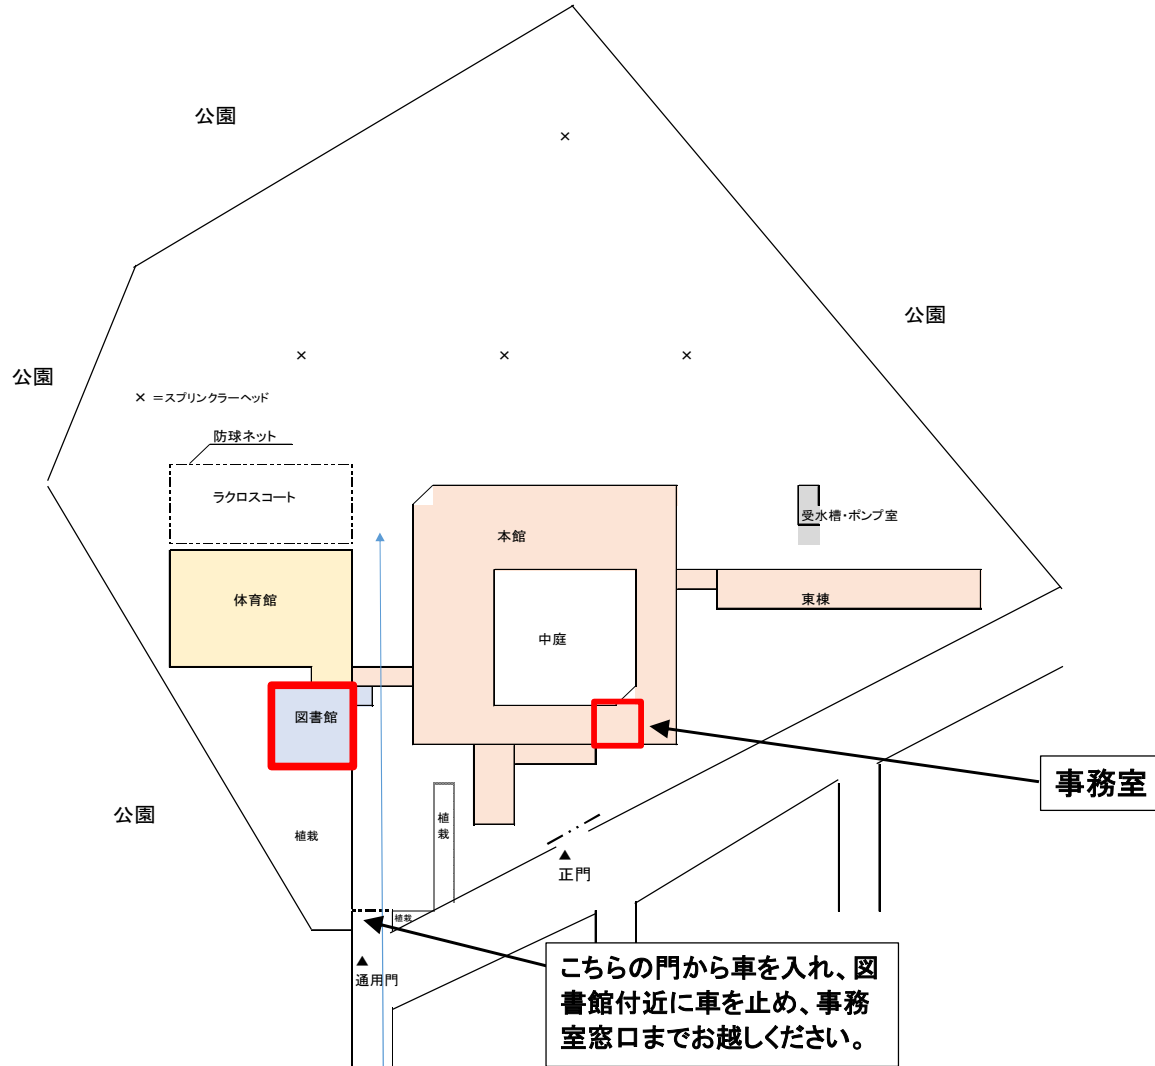 公園
公園
公園
× ＝スプリンクラーヘッド
防球ネット
ラクロスコート
受水槽・ポンプ室
本館
体育館
東棟
中庭
図書館
事務室
公園
植
栽
植栽
正門
植栽
通用門
こちらの門から車を入れ、図
書館付近に車を止め、事務
室窓口までお越しください。